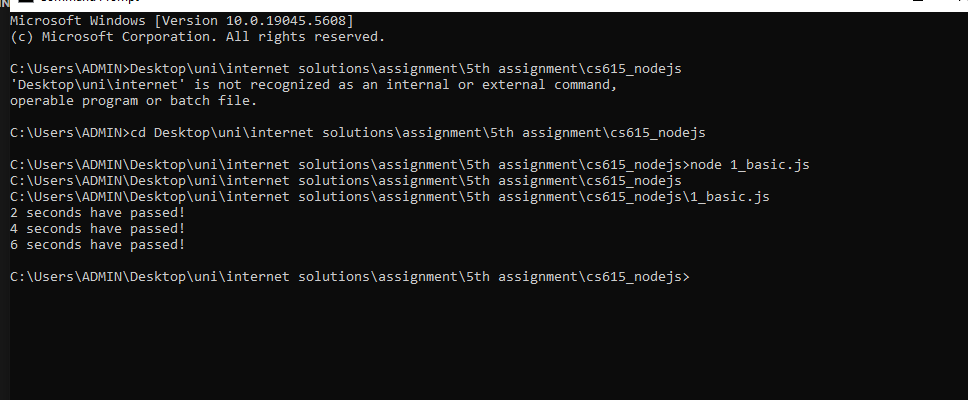 Microsoft Windows [Version 10.0.19045.5608]
(c) Microsoft Corporation. All rights reserved.
C:\Users\ADMIN>Desktop\uni\internet solutions\assignment\5th assignment\cs615_nodejs
'Desktop\uni\internet' is not recognized as an internal or external command,
operable program or batch file.
C:\Users\ADMIN>cd Desktop\uni\internet solutions\assignment\5th assignment\cs615_nodejs
C:\Users\ADMIN\Desktop\uni\internet solutions\assignment\5th assignment\cs615_nodejs>node 1_basic.js
C:\Users\ADMIN\Desktop\uni\internet solutions\assignment\5th assignment\cs615_nodejs
C:\Users\ADMIN\Desktop\uni\internet solutions\assignment\5th assignment\cs615_nodejs\1_basic.js
2 seconds have passed!
4 seconds have passed!
6 seconds have passed!
C:\Users\ADMIN\Desktop\uni\internet solutions\assignment\5th assignment\cs615_nodejs>